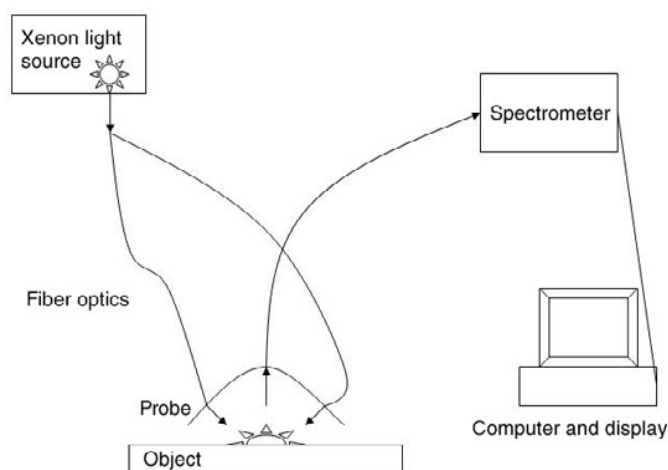 Xenon light
source
Spectrometer
Fiber optics
Probe
Computer and display
Object